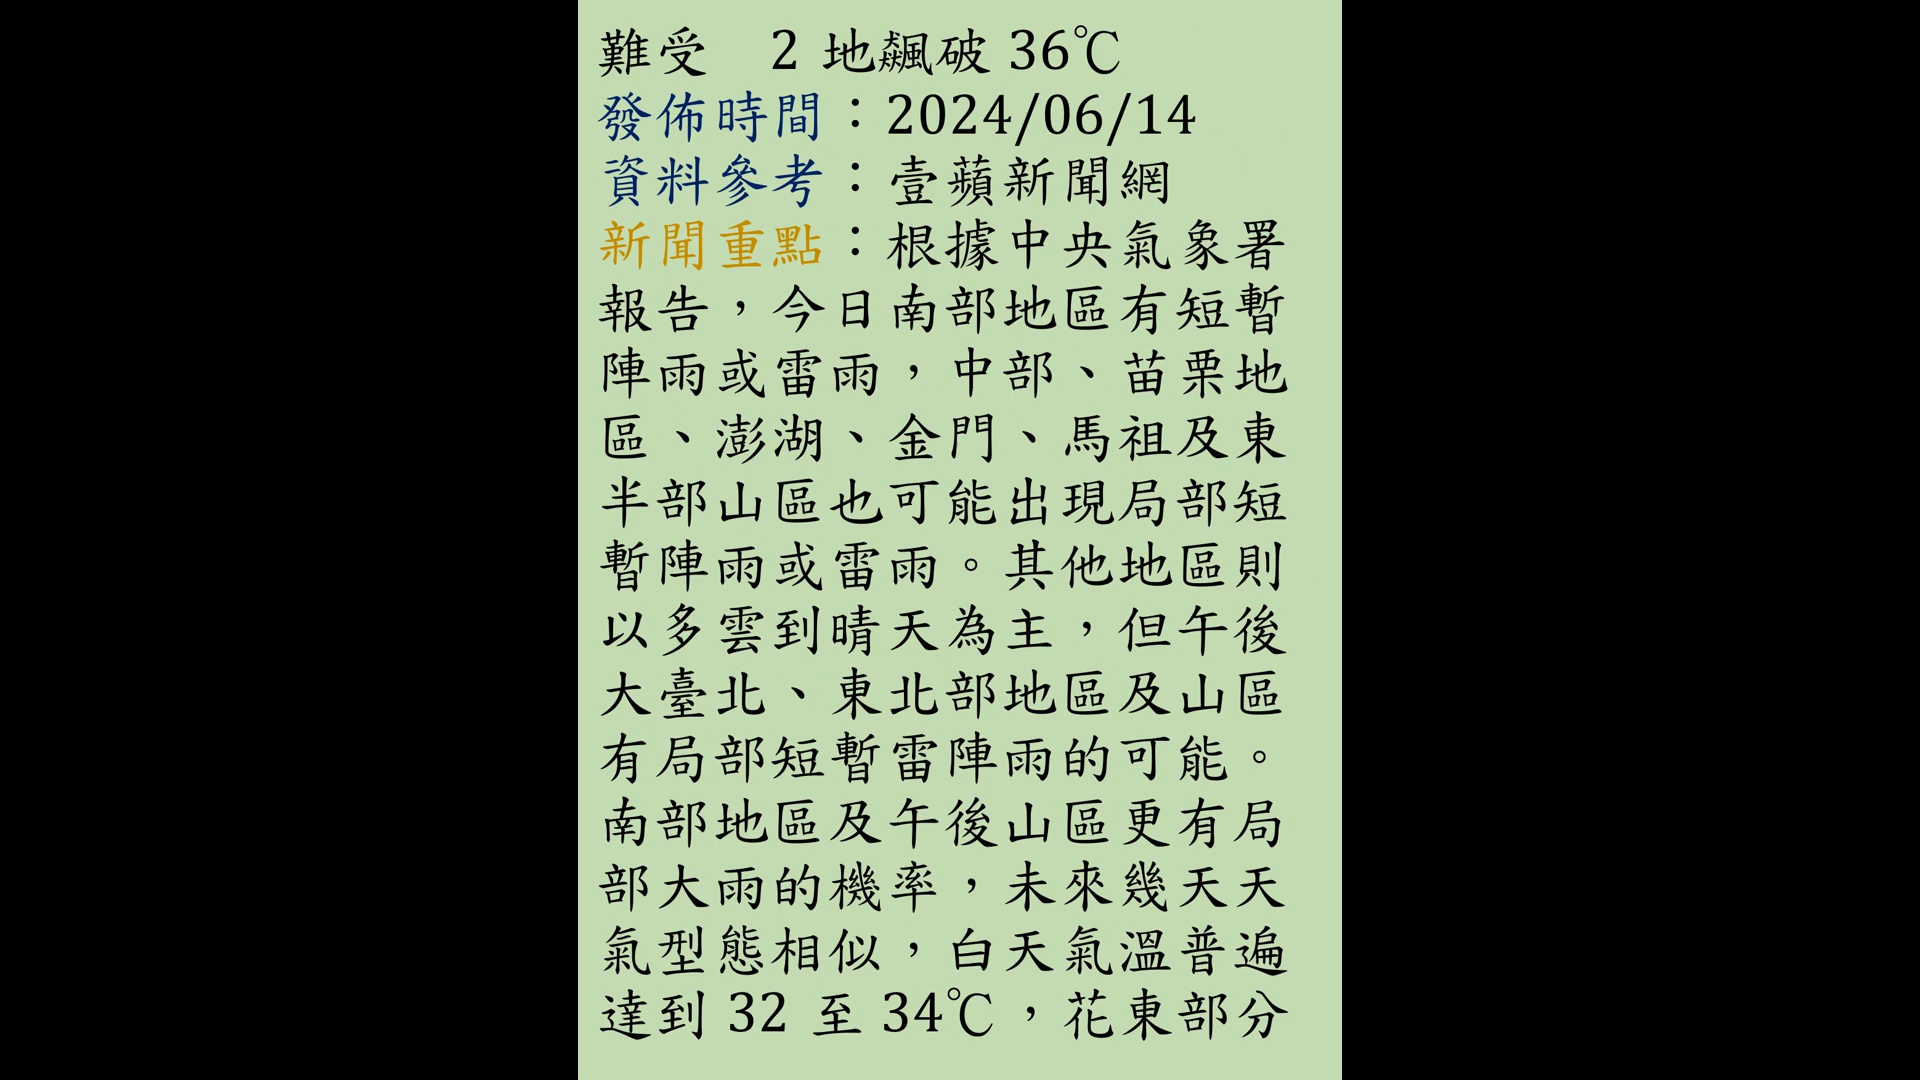 難受　2 地飆破 36℃
發佈時間：2024/06/14
資料參考：壹蘋新聞網
新聞重點：根據中央氣象署
報告，今日南部地區有短暫
陣雨或雷雨，中部、苗栗地
區、澎湖、金門、馬祖及東
半部山區也可能出現局部短
暫陣雨或雷雨。其他地區則
以多雲到晴天為主，但午後
大臺北、東北部地區及山區
有局部短暫雷陣雨的可能。
南部地區及午後山區更有局
部大雨的機率，未來幾天天
氣型態相似，白天氣溫普遍
達到 32 至 34℃，花東部分